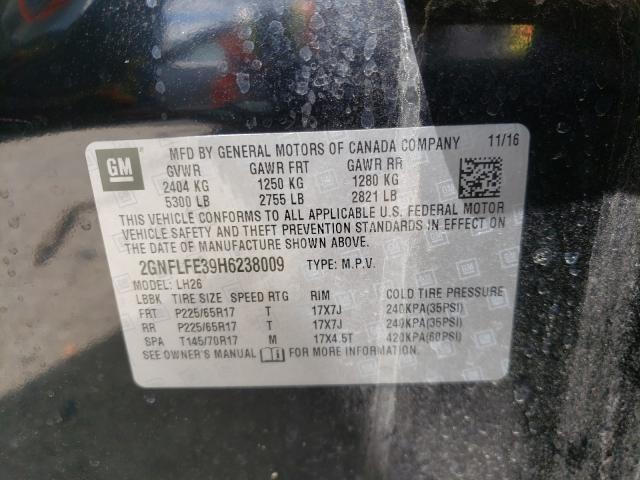 GM
MFD BY GENERAL MOTORS OF CANADA COMPANY 11/16
GVWR GAWR FRT GAWR RR
2404 KG 1250 KG 1280 KG
5300 LB 2755 LB 2821 LB
THIS VEHICLE CONFORMS TO ALL APPLICABLE U.S. FEDERAL MOTOR
VEHICLE SAFETY AND THEFT PREVENTION STANDARDS IN EFFECT ON
THE DATE OF MANUFACTURE SHOWN ABOVE.
2GNFLFE39H6238009 TYPE: M.P.V.
MODEL: LH26
LBBK TIRE SIZE SPEED RTG RIM COLD TIRE PRESSURE
FRT P225/65R17 T 17X7J 240KPA(35PSI)
RR P225/65R17 T 17X7J 240KPA(35PSI)
SPA T145/70R17 M 17X4.5T 420KPA(60PSI)
SEE OWNER'S MANUAL FOR MORE INFORMATION